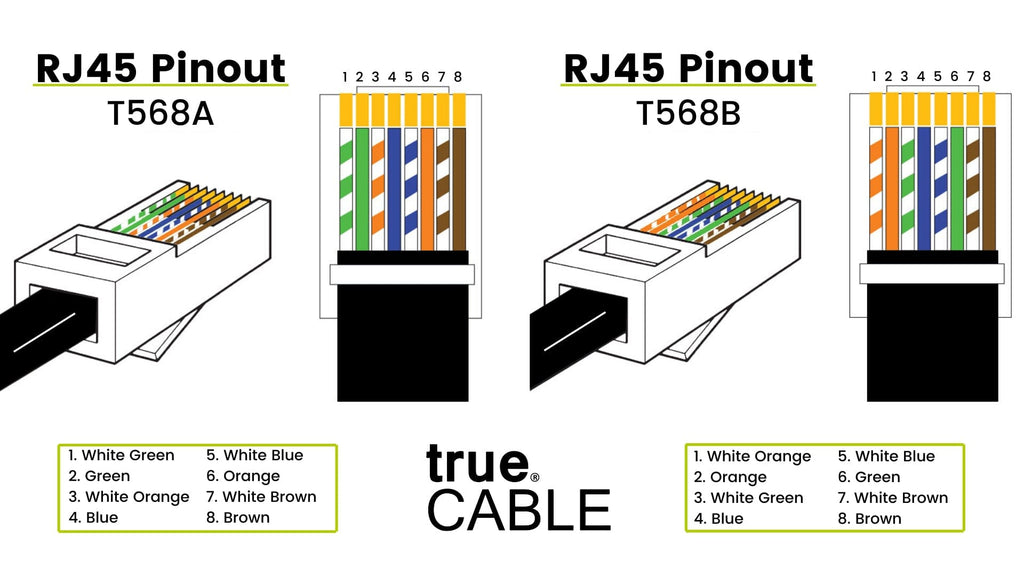 RJ45 Pinout
T568A
1 2 3 4 5 6 7 8
1. White Green
2. Green
3. White Orange
4. Blue
5. White Blue
6. Orange
7. White Brown
8. Brown
RJ45 Pinout
T568B
1 2 3 4 5 6 7 8
true®
CABLE
1. White Orange
2. Orange
3. White Green
4. Blue
5. White Blue
6. Green
7. White Brown
8. Brown